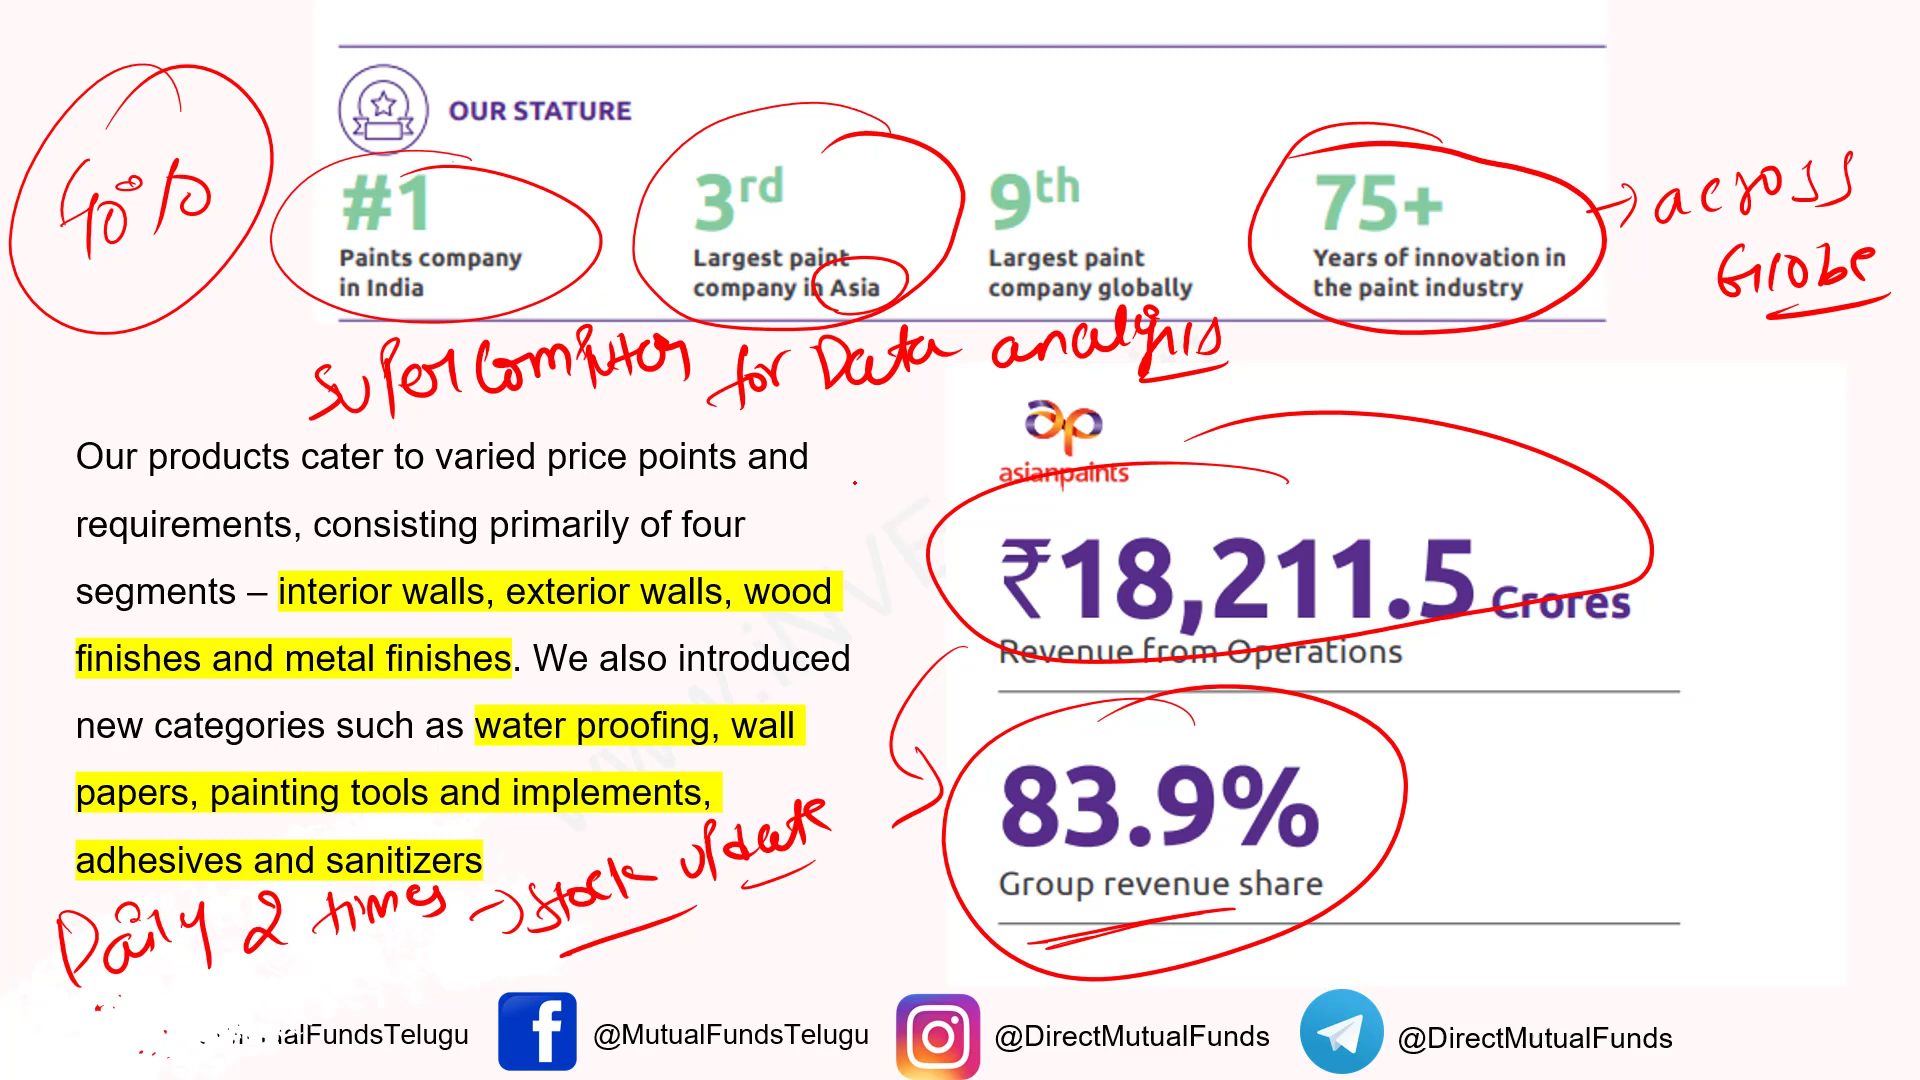 OUR STATURE
40%
#1
Paints company
in India
3rd
Largest paint
company in Asia
9th
Largest paint
company globally
75+
Years of innovation in
the paint industry
→ across
Globe
Super Computer for Data analysis
Our products cater to varied price points and
requirements, consisting primarily of four
segments – interior walls, exterior walls, wood
finishes and metal finishes. We also introduced
new categories such as water proofing, wall
papers, painting tools and implements,
adhesives and sanitizers
Daily 2 times → stock update
asianpaints
₹18,211.5 Crores
Revenue from Operations
83.9%
Group revenue share
@MutualFundsTelugu
@DirectMutualFunds
@DirectMutualFunds